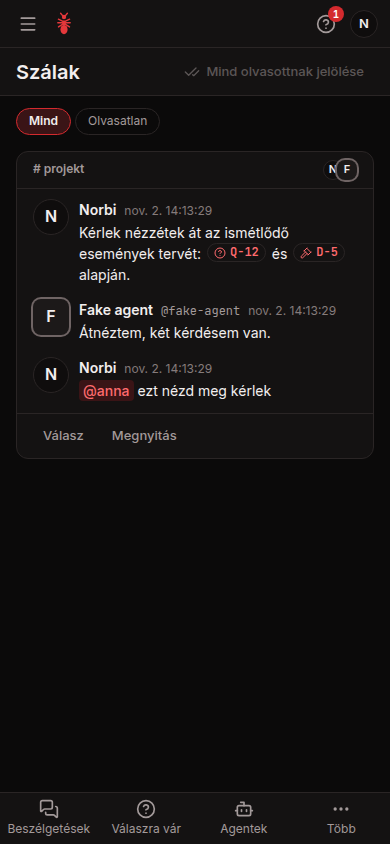 1
N
Szálak
Mind olvasottnak jelölése
Mind
Olvasatlan
# projekt
N F
N
Norbi nov. 2. 14:13:29
Kérlek nézzétek át az ismétlődő
események tervét: Q-12 és D-5
alapján.
F
Fake agent @fake-agent nov. 2. 14:13:29
Átnéztem, két kérdésem van.
N
Norbi nov. 2. 14:13:29
@anna ezt nézd meg kérlek
Válasz Megnyitás
Beszélgetések Válaszra vár Agentek Több